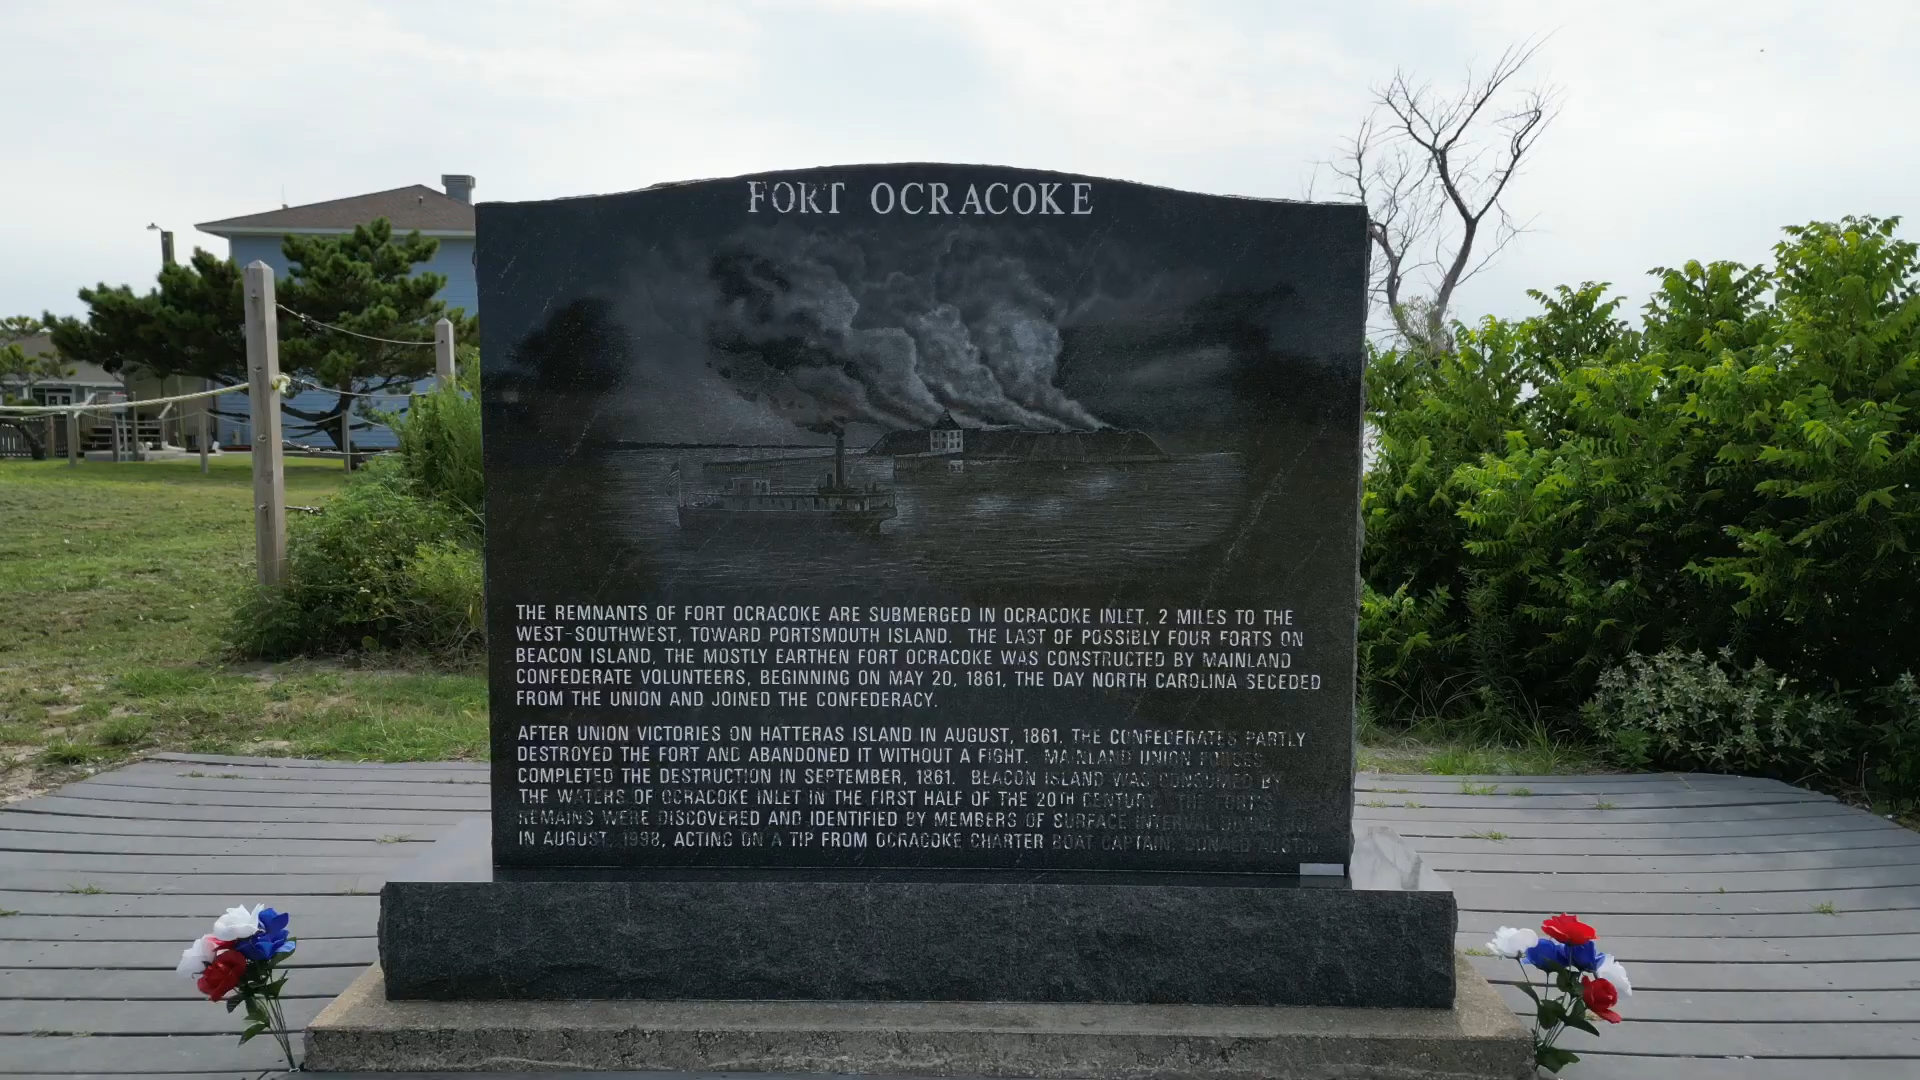 FORT OCRACOKE
THE REMNANTS OF FORT OCRACOKE ARE SUBMERGED IN OCRACOKE INLET, 2 MILES TO THE
WEST-SOUTHWEST, TOWARD PORTSMOUTH ISLAND. THE LAST OF POSSIBLY FOUR FORTS ON
BEACON ISLAND, THE MOSTLY EARTHEN FORT OCRACOKE WAS CONSTRUCTED BY MAINLAND
CONFEDERATE VOLUNTEERS, BEGINNING ON MAY 20, 1861, THE DAY NORTH CAROLINA SECEDED
FROM THE UNION AND JOINED THE CONFEDERACY.
AFTER UNION VICTORIES ON HATTERAS ISLAND IN AUGUST, 1861, THE CONFEDERATES PARTLY
DESTROYED THE FORT AND ABANDONED IT WITHOUT A FIGHT. MAINLAND UNION FORCES
COMPLETED THE DESTRUCTION IN SEPTEMBER, 1861. BEACON ISLAND WAS CONSUMED BY
THE WATERS OF OCRACOKE INLET IN THE FIRST HALF OF THE 20TH CENTURY. THE FORT'S
REMAINS WERE DISCOVERED AND IDENTIFIED BY MEMBERS OF SURFACE INTERVAL DIVING
IN AUGUST, 1998, ACTING ON A TIP FROM OCRACOKE CHARTER BOAT CAPTAIN, DONALD AUSTIN.